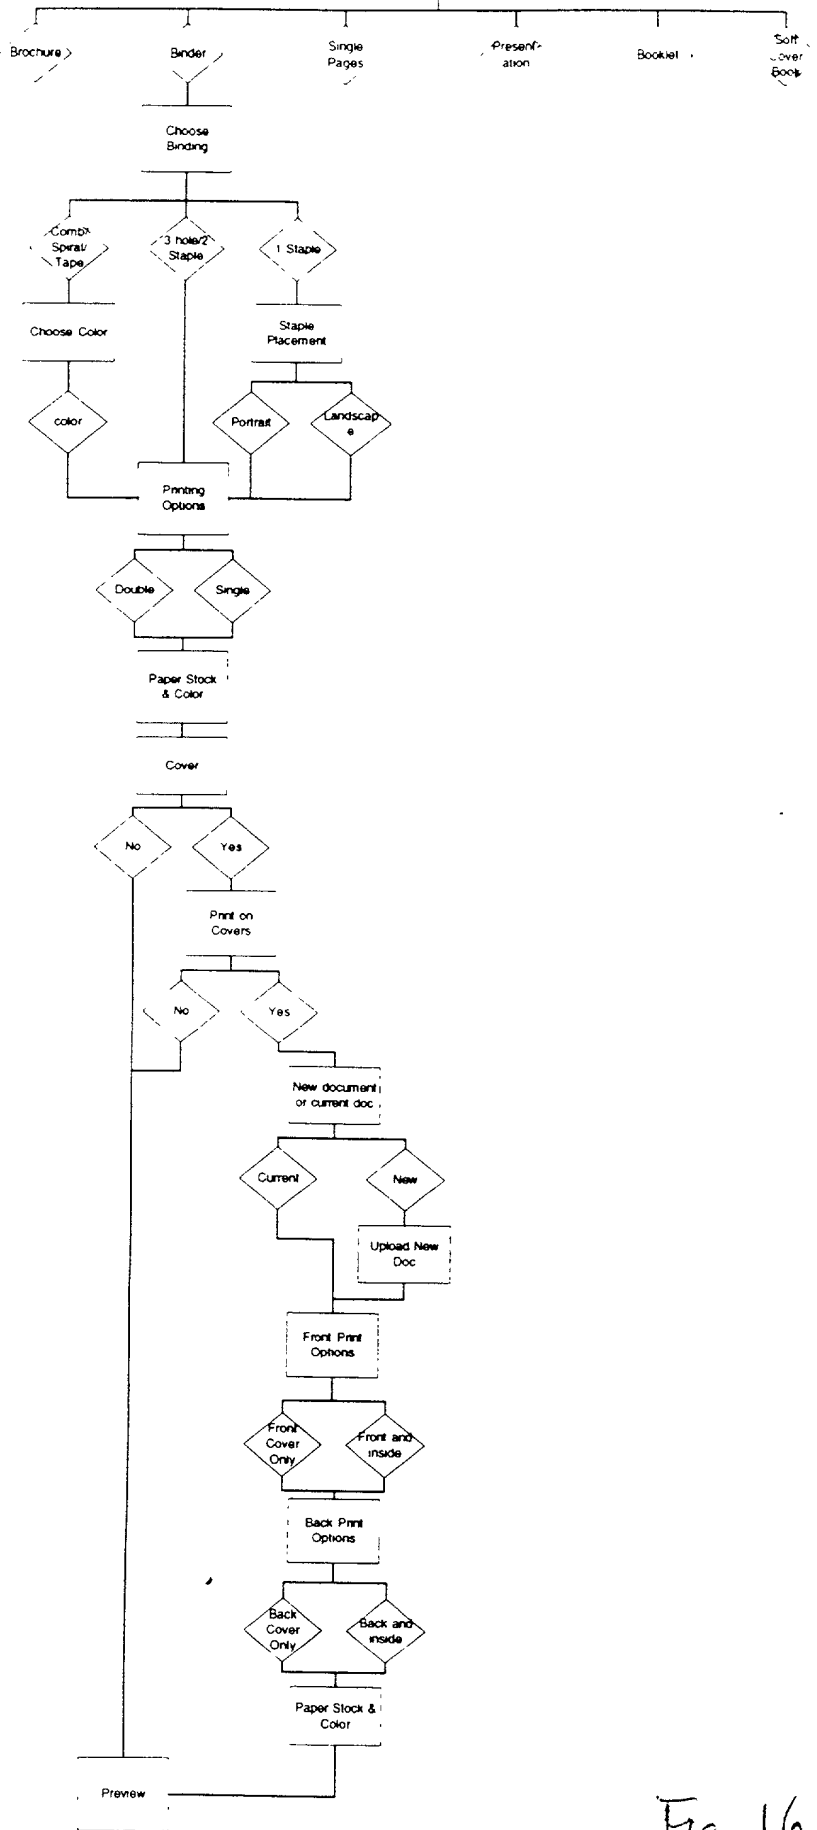 Brochure
Binder
Single
Pages
Present-
ation
Booklet
Soft
Cover
Book
Choose
Binding
Comb/
Spiral/
Tape
3 hole/2
Staple
1 Staple
Choose Color
Staple
Placement
color
Portrait
Landscap
e
Printing
Options
Double
Single
Paper Stock
& Color
Cover
No
Yes
Print on
Covers
No
Yes
New document
or current doc
Current
New
Upload New
Doc
Front Print
Options
Front
Cover
Only
Front and
inside
Back Print
Options
Back
Cover
Only
Back and
inside
Paper Stock &
Color
Preview
Fig 16